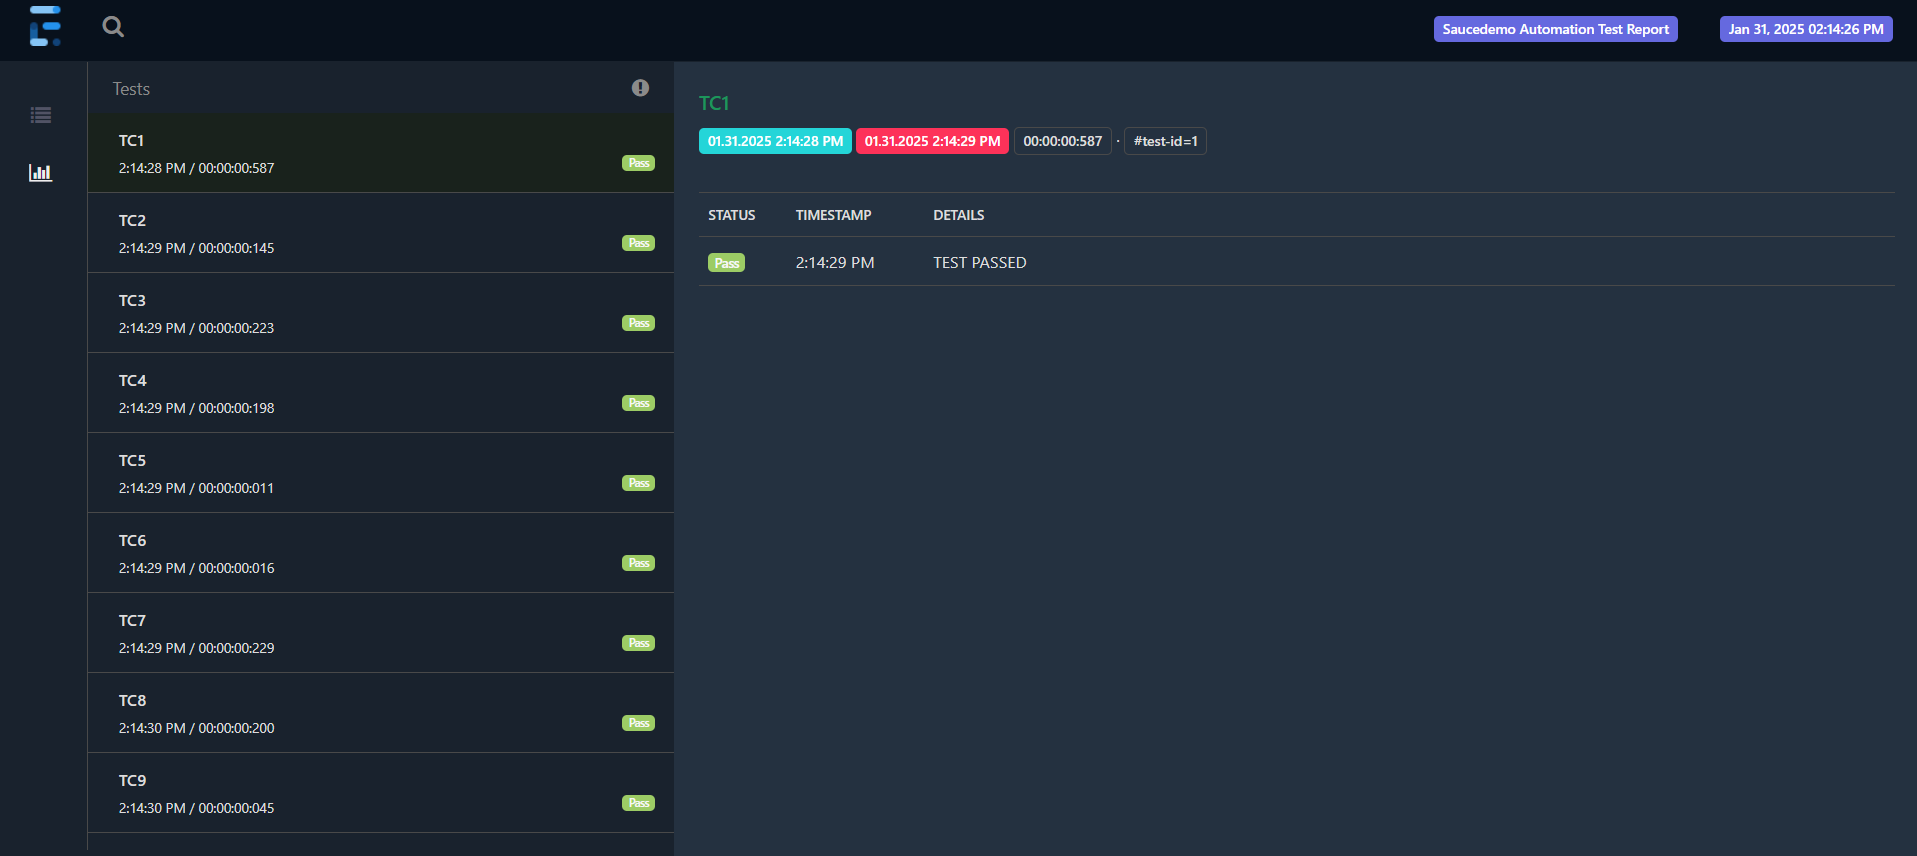 Saucedemo Automation Test Report
Jan 31, 2025 02:14:26 PM
Tests
TC1
2:14:28 PM / 00:00:00:587
Pass
TC2
2:14:29 PM / 00:00:00:145
Pass
TC3
2:14:29 PM / 00:00:00:223
Pass
TC4
2:14:29 PM / 00:00:00:198
Pass
TC5
2:14:29 PM / 00:00:00:011
Pass
TC6
2:14:29 PM / 00:00:00:016
Pass
TC7
2:14:29 PM / 00:00:00:229
Pass
TC8
2:14:30 PM / 00:00:00:200
Pass
TC9
2:14:30 PM / 00:00:00:045
Pass
TC1
01.31.2025 2:14:28 PM 01.31.2025 2:14:29 PM 00:00:00:587 · #test-id=1
STATUS TIMESTAMP DETAILS
Pass 2:14:29 PM TEST PASSED